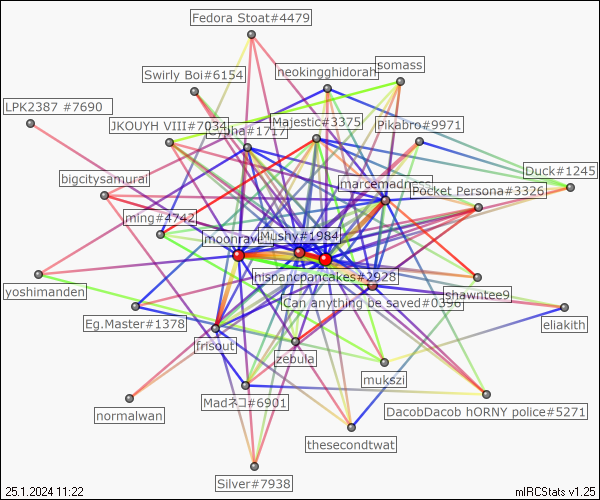 Fedora Stoat#4479
neokingghidorah
somass
Swirly Boi#6154
LPK2387 #7690
JKOUYH VIII#7034
#1717
Majestic#3375
Pikabro#9971
Duck#1245
bigcitysamurai
marcemadness
Pocket Persona#3326
ming#4742
Mushy#1984
hispancpancakes#2928
yoshimanden
Can anything be saved#0396
shawntee9
Eg.Master#1378
eliakith
frisout
zebula
mukszi
Madネコ#6901
DacobDacob hORNY police#5271
normalwan
thesecondtwat
Silver#7938
25.1.2024 11:22
mIRCStats v1.25